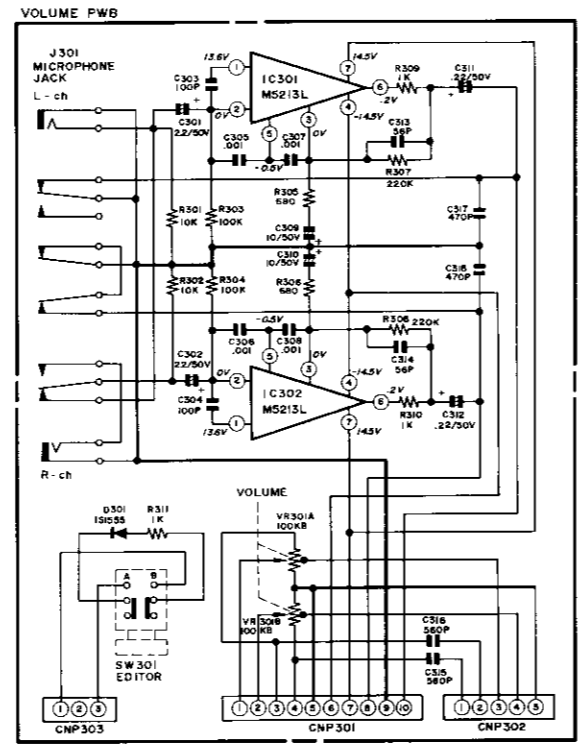 VOLUME PWB
J301
MICROPHONE
JACK
L-ch
C303
100P
13.6V
1
IC301
M5213L
7
14.5V
R309
1K
C311
.22/50V
6
.2V
4
-14.5V
2
0V
C301
2.2/50V
3
0V
5
C305
.001
C307
.001
-0.5V
C313
56P
R307
220K
R305
680
R301
10K
R303
100K
C309
10/50V
C310
10/50V
C317
470P
R302
10K
R304
100K
R306
680
C318
470P
-0.5V
C306
.001
C308
.001
R306
220K
C314
56P
C302
2.2/50V
0V
2
5
3
0V
4
-14.5V
IC302
M5213L
6
.2V
C304
100P
1
13.6V
7
14.5V
R310
1K
C312
.22/50V
R-ch
VOLUME
D301
1S1555
R311
1K
VR301A
100KB
A B
VR301B
100KB
C316
560P
C315
560P
SW301
EDITOR
1 2 3
CNP303
1 2 3 4 5 6 7 8 9 10
CNP301
1 2 3 4 5
CNP302